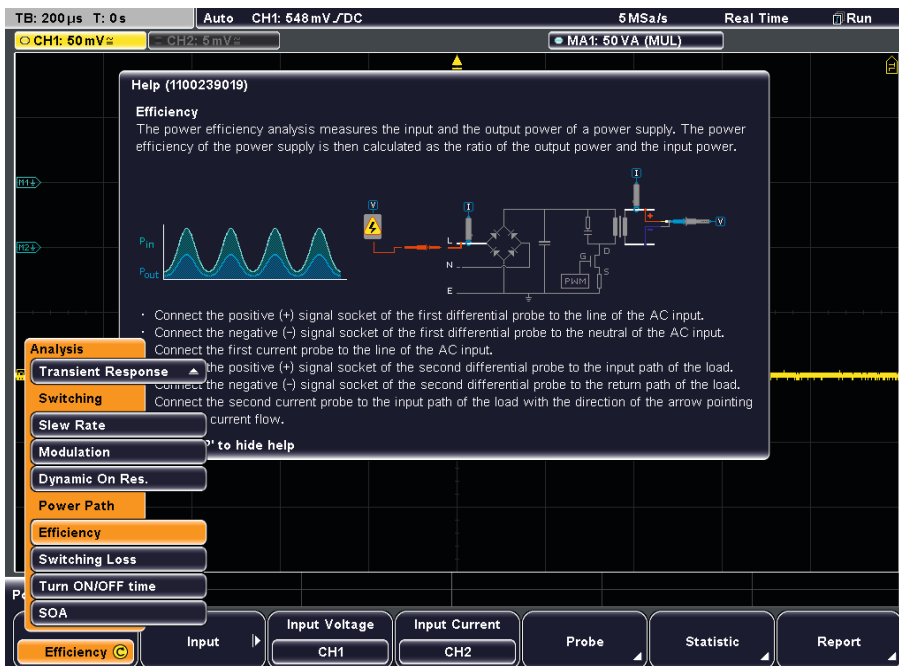 TB: 200 µs T: 0 s Auto CH1: 548 mV DC 5 MSa/s Real Time Run
CH1: 50 mV CH2: 5 mV MA1: 50 VA (MUL)
TL
Help (1100239019)
Efficiency
The power efficiency analysis measures the input and the output power of a power supply. The power
efficiency of the power supply is then calculated as the ratio of the output power and the input power.
M1
M2
Pin
Pout
V
I
L
N
E
PWM
G
D
S
I
+
-
V
· Connect the positive (+) signal socket of the first differential probe to the line of the AC input.
· Connect the negative (–) signal socket of the first differential probe to the neutral of the AC input.
Connect the first current probe to the line of the AC input.
the positive (+) signal socket of the second differential probe to the input path of the load.
Connect the negative (–) signal socket of the second differential probe to the return path of the load.
Connect the second current probe to the input path of the load with the direction of the arrow pointing
current flow.
?' to hide help
Analysis
Transient Response
Switching
Slew Rate
Modulation
Dynamic On Res.
Power Path
Efficiency
Switching Loss
Turn ON/OFF time
SOA
Efficiency
Input
Input Voltage
CH1
Input Current
CH2
Probe
Statistic
Report